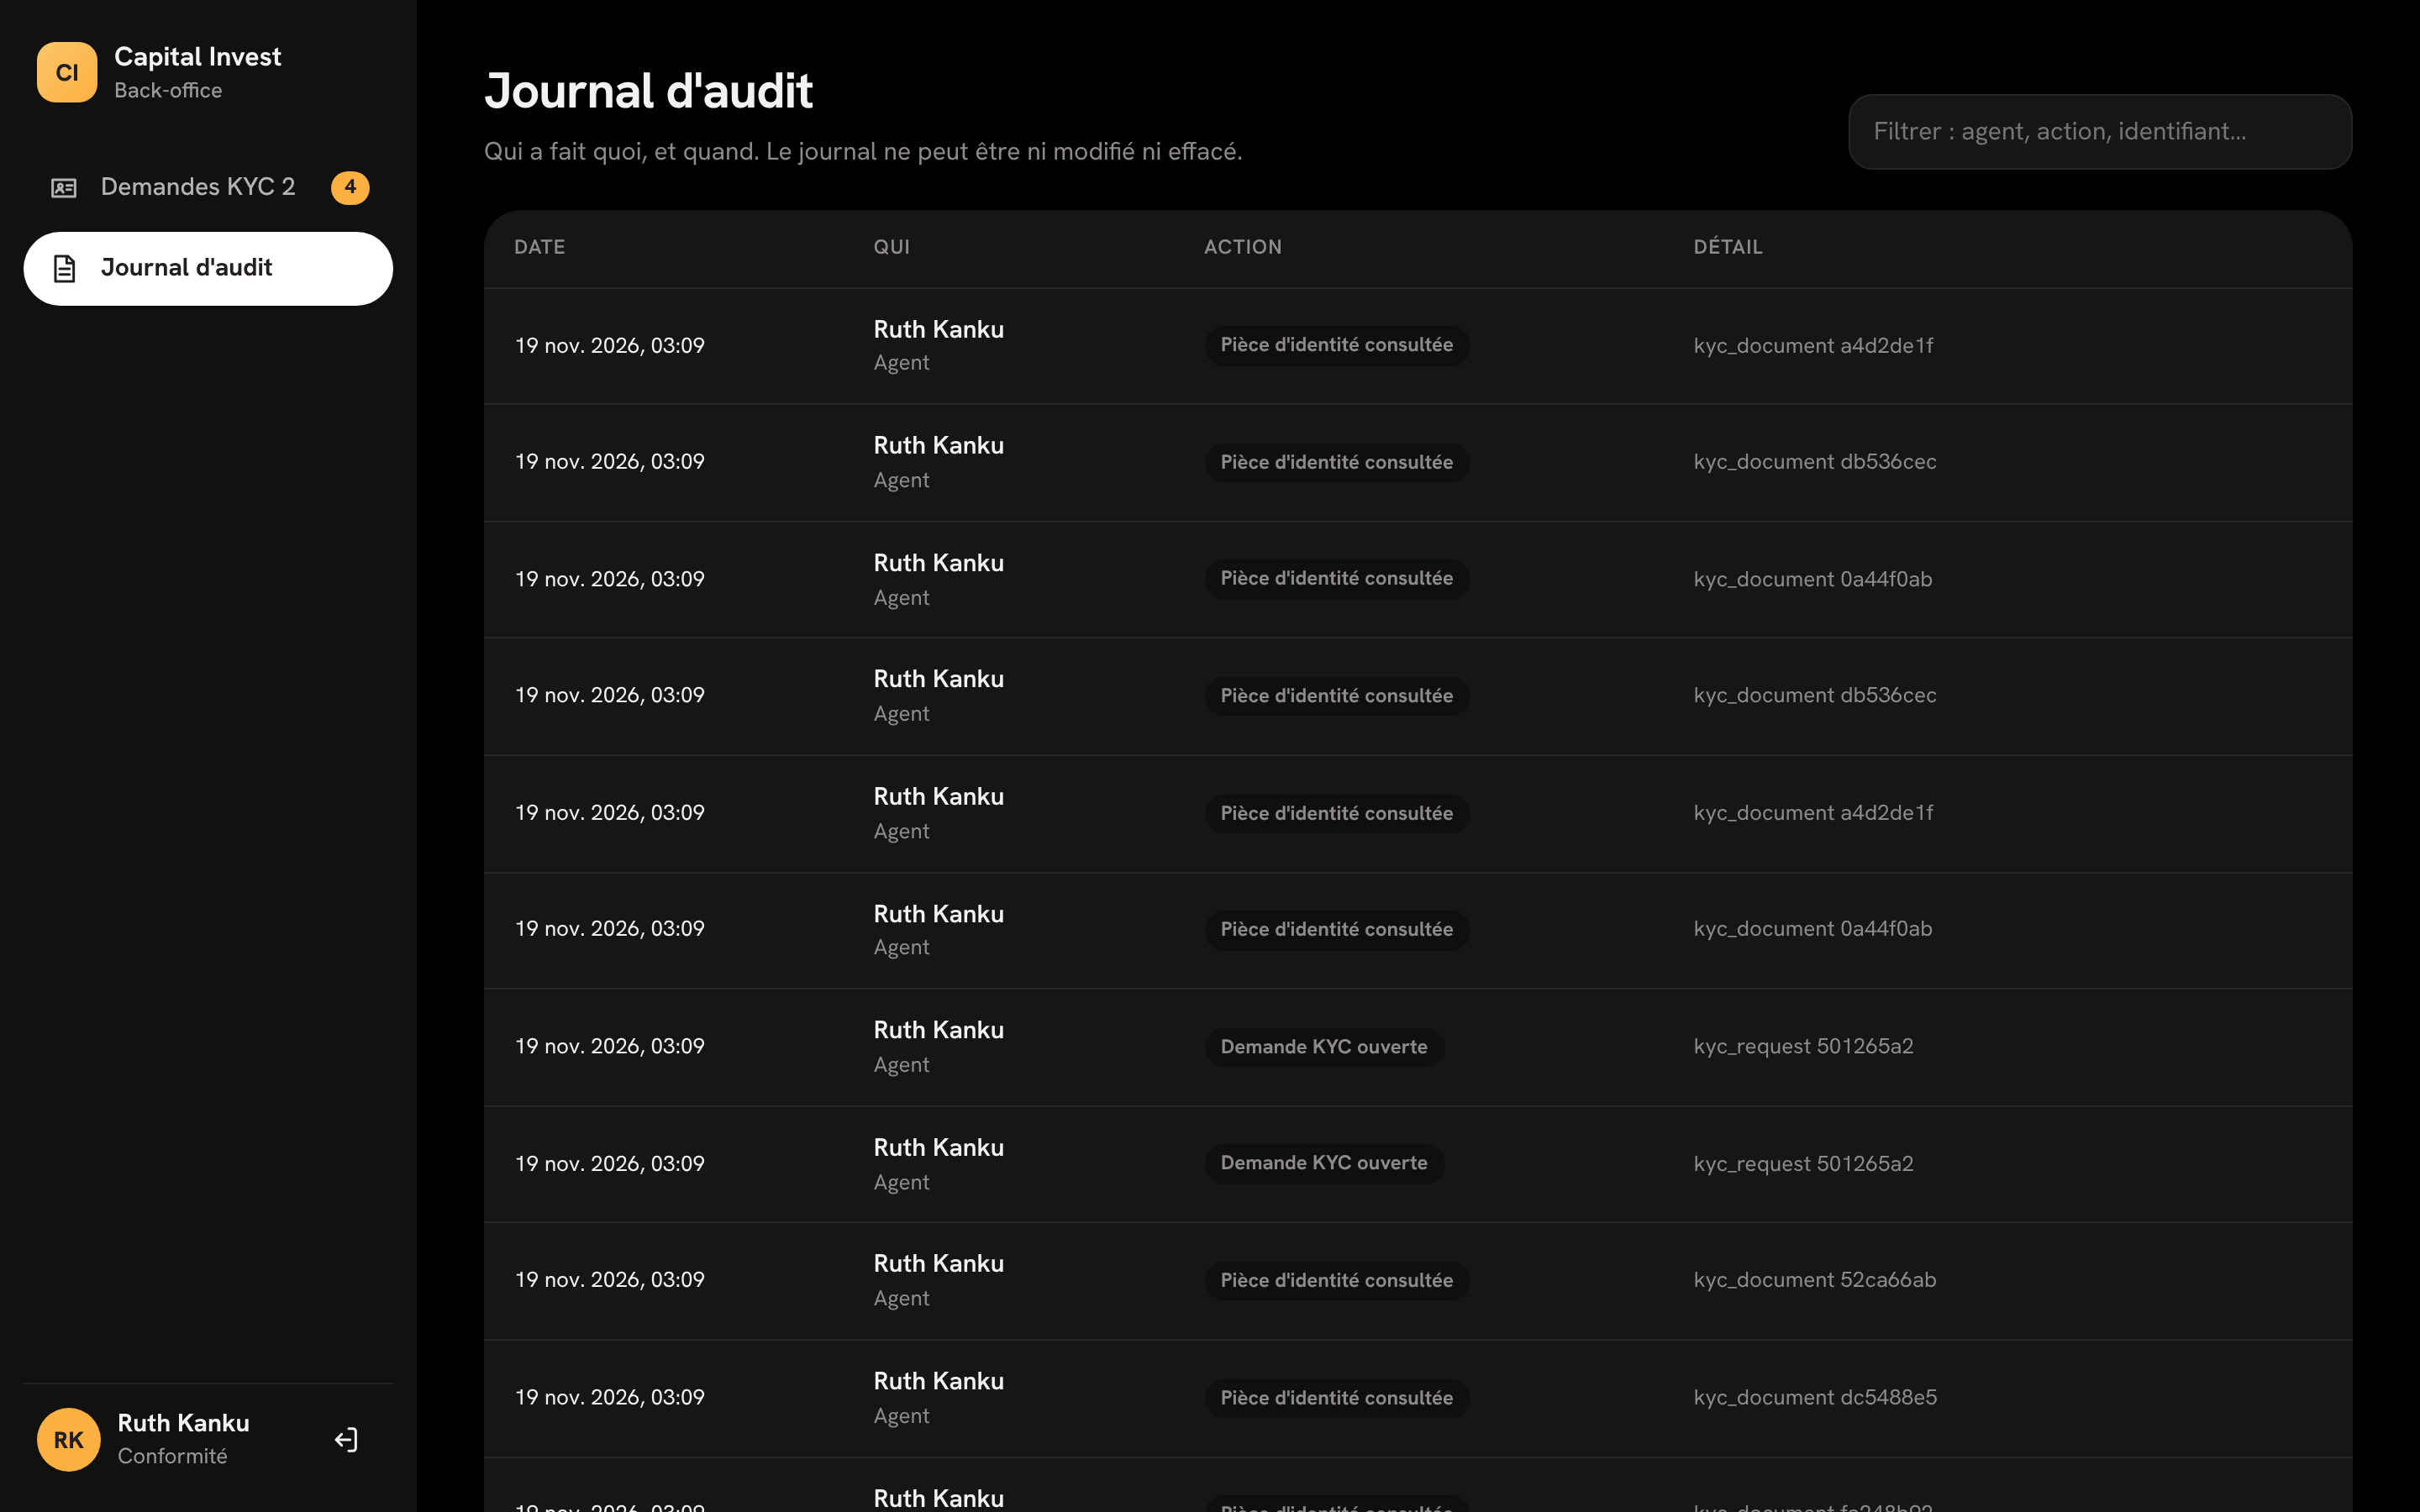 CI
Capital Invest
Back-office
Demandes KYC 2
4
Journal d'audit
RK
Ruth Kanku
Conformité
Journal d'audit
Qui a fait quoi, et quand. Le journal ne peut être ni modifié ni effacé.
Filtrer : agent, action, identifiant...
DATE QUI ACTION DÉTAIL
19 nov. 2026, 03:09 Ruth Kanku Agent Pièce d'identité consultée kyc_document a4d2de1f
19 nov. 2026, 03:09 Ruth Kanku Agent Pièce d'identité consultée kyc_document db536cec
19 nov. 2026, 03:09 Ruth Kanku Agent Pièce d'identité consultée kyc_document 0a44f0ab
19 nov. 2026, 03:09 Ruth Kanku Agent Pièce d'identité consultée kyc_document db536cec
19 nov. 2026, 03:09 Ruth Kanku Agent Pièce d'identité consultée kyc_document a4d2de1f
19 nov. 2026, 03:09 Ruth Kanku Agent Pièce d'identité consultée kyc_document 0a44f0ab
19 nov. 2026, 03:09 Ruth Kanku Agent Demande KYC ouverte kyc_request 501265a2
19 nov. 2026, 03:09 Ruth Kanku Agent Demande KYC ouverte kyc_request 501265a2
19 nov. 2026, 03:09 Ruth Kanku Agent Pièce d'identité consultée kyc_document 52ca66ab
19 nov. 2026, 03:09 Ruth Kanku Agent Pièce d'identité consultée kyc_document dc5488e5
Ruth Kanku